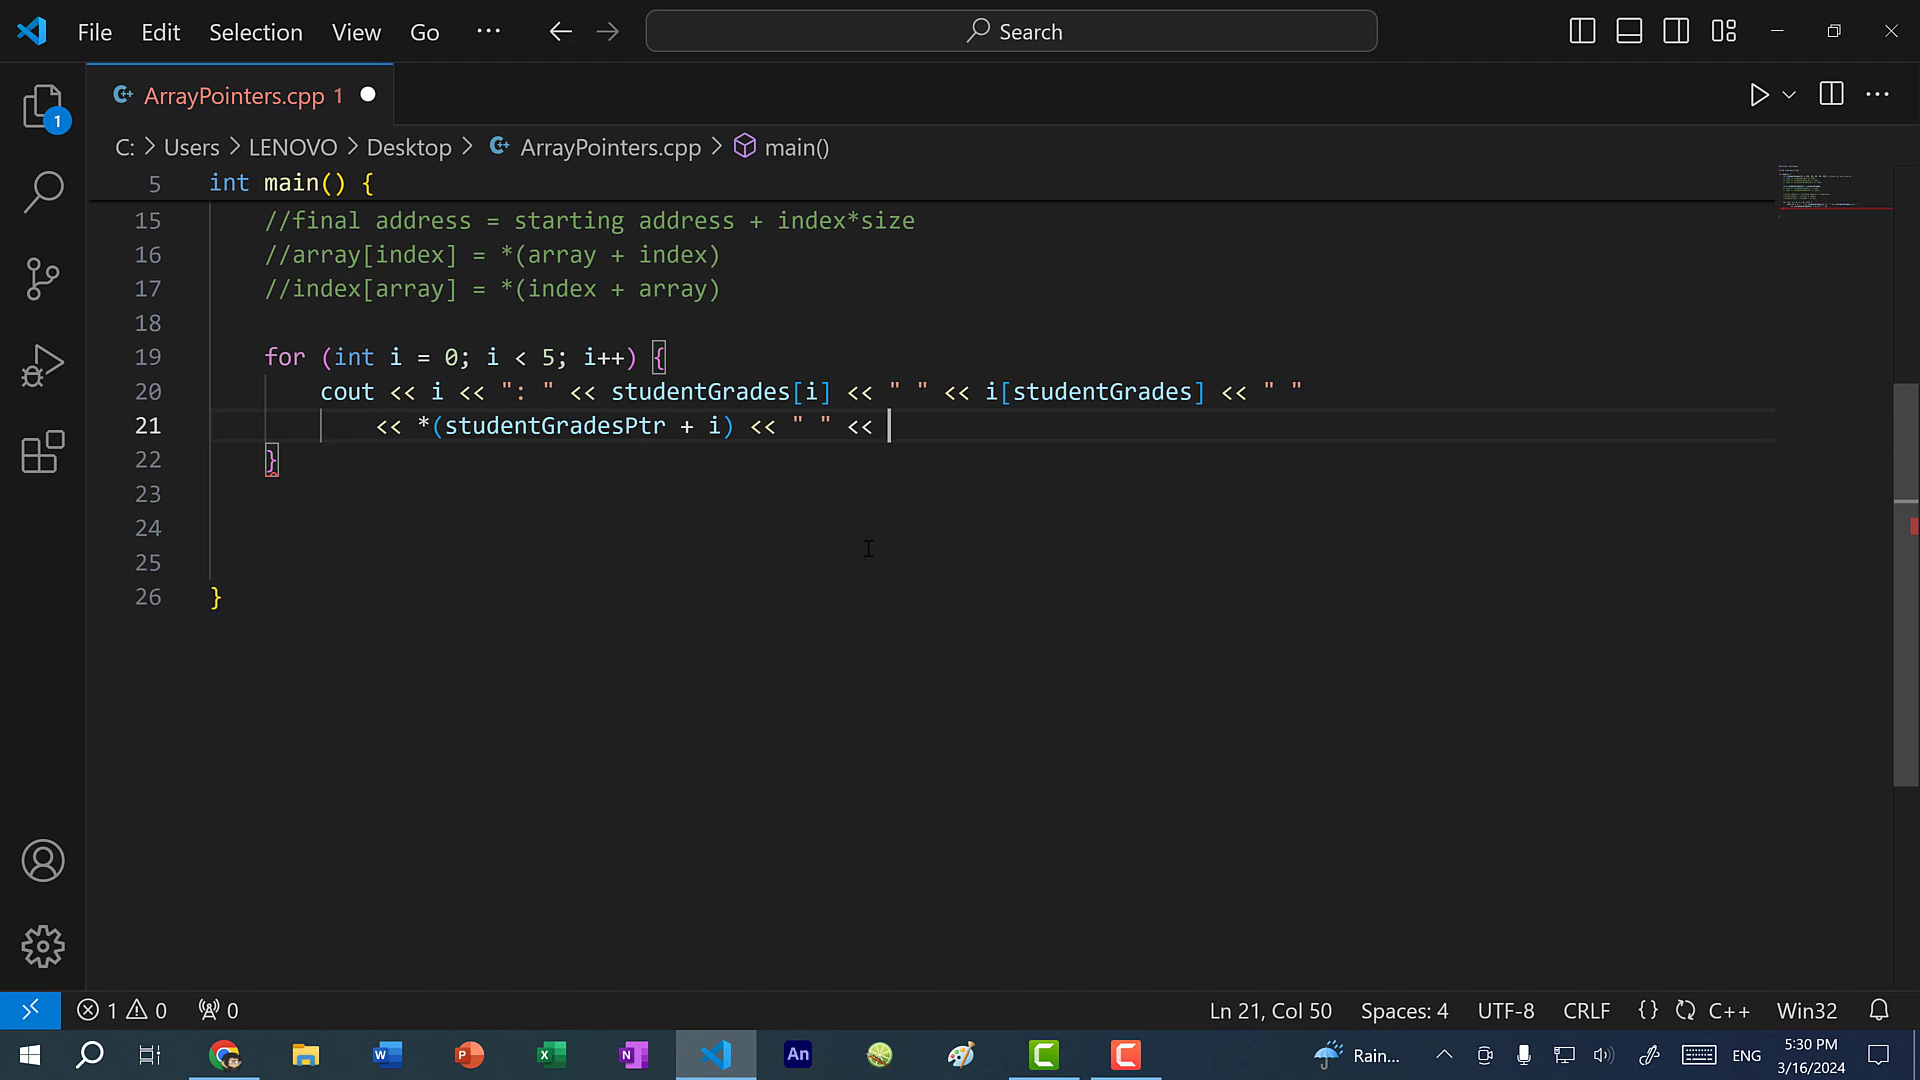 File Edit Selection View Go ··· Search
ArrayPointers.cpp 1
C: > Users > LENOVO > Desktop > ArrayPointers.cpp > main()
5 int main() {
15 //final address = starting address + index*size
16 //array[index] = *(array + index)
17 //index[array] = *(index + array)
18
19 for (int i = 0; i < 5; i++) {
20 cout << i << ": " << studentGrades[i] << " " << i[studentGrades] << " "
21 << *(studentGradesPtr + i) << " " <<
22 }
23
24
25
26 }
1
1 0 0 Ln 21, Col 50 Spaces: 4 UTF-8 CRLF {} C++ Win32
Rain... ENG 5:30 PM
3/16/2024